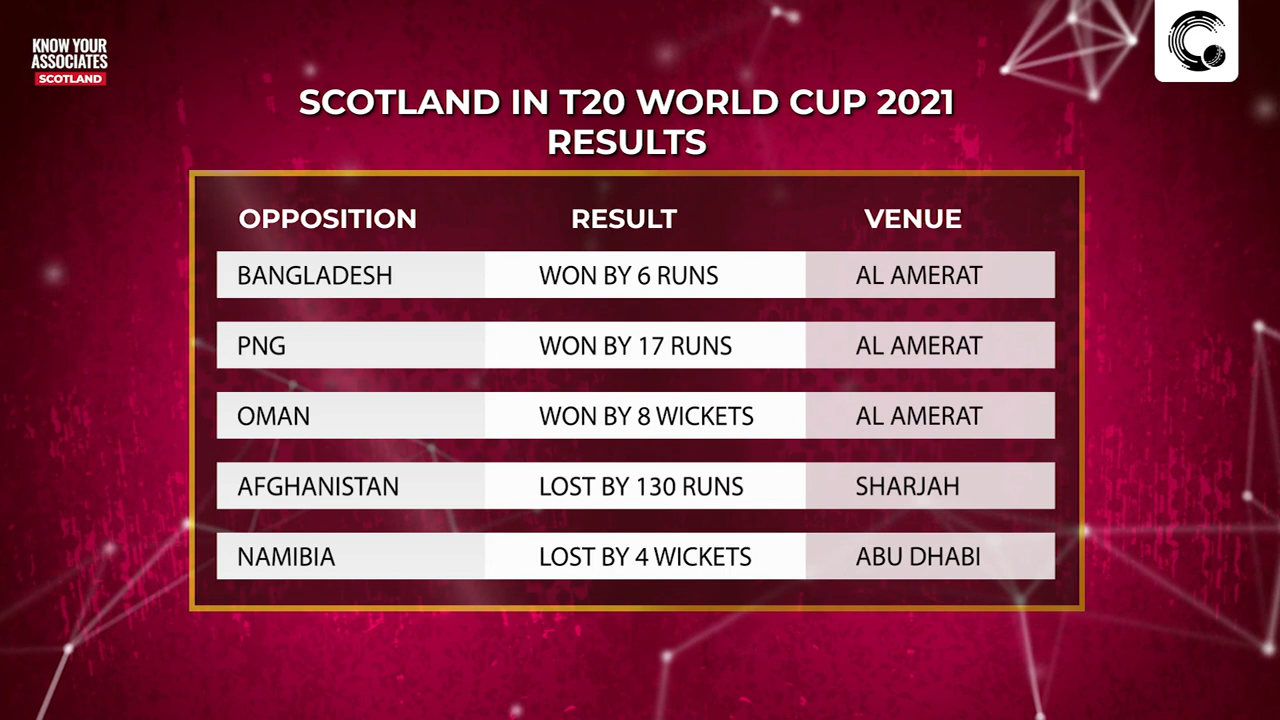 KNOW YOUR
ASSOCIATES
SCOTLAND
SCOTLAND IN T20 WORLD CUP 2021
RESULTS
OPPOSITION RESULT VENUE
BANGLADESH WON BY 6 RUNS AL AMERAT
PNG WON BY 17 RUNS AL AMERAT
OMAN WON BY 8 WICKETS AL AMERAT
AFGHANISTAN LOST BY 130 RUNS SHARJAH
NAMIBIA LOST BY 4 WICKETS ABU DHABI